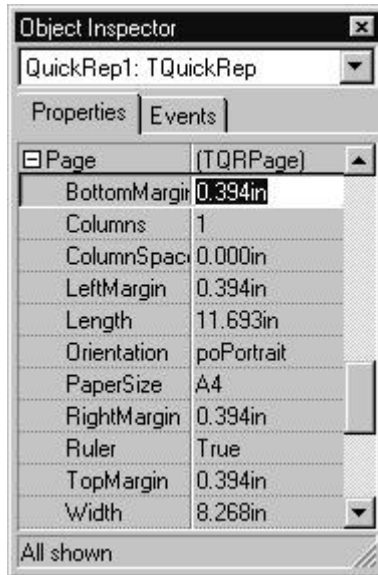 Object Inspector
QuickRep1: TQuickRep
Properties Events
Page (TQRPage)
BottomMargin 0.394in
Columns 1
ColumnSpac 0.000in
LeftMargin 0.394in
Length 11.693in
Orientation poPortrait
PaperSize A4
RightMargin 0.394in
Ruler True
TopMargin 0.394in
Width 8.268in
All shown